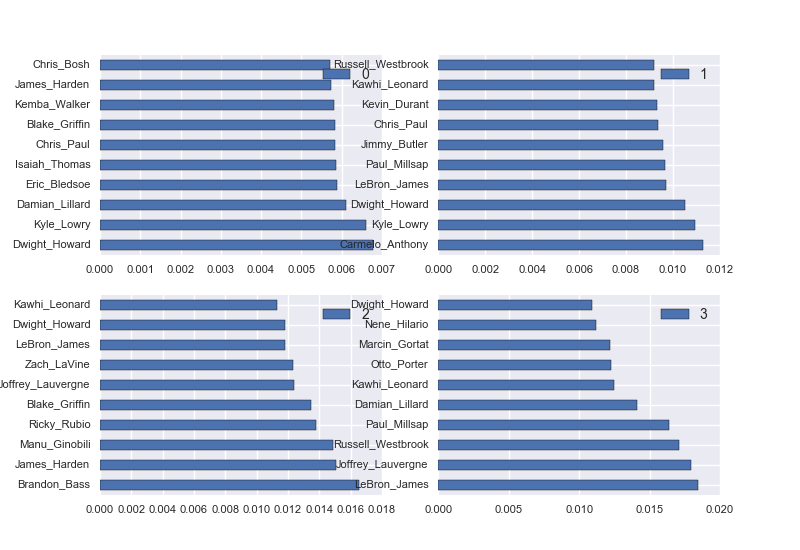 Chris_Bosh
James_Harden
Kemba_Walker
Blake_Griffin
Chris_Paul
Isaiah_Thomas
Eric_Bledsoe
Damian_Lillard
Kyle_Lowry
Dwight_Howard
0.000 0.001 0.002 0.003 0.004 0.005 0.006 0.007
0
Russell_Westbrook
Kawhi_Leonard
Kevin_Durant
Chris_Paul
Jimmy_Butler
Paul_Millsap
LeBron_James
Dwight_Howard
Kyle_Lowry
Carmelo_Anthony
0.000 0.002 0.004 0.006 0.008 0.010 0.012
1
Kawhi_Leonard
Dwight_Howard
LeBron_James
Zach_LaVine
Joffrey_Lauvergne
Blake_Griffin
Ricky_Rubio
Manu_Ginobili
James_Harden
Brandon_Bass
0.000 0.002 0.004 0.006 0.008 0.010 0.012 0.014 0.016 0.018
2
Dwight_Howard
Nene_Hilario
Marcin_Gortat
Otto_Porter
Kawhi_Leonard
Damian_Lillard
Paul_Millsap
Russell_Westbrook
Joffrey_Lauvergne
LeBron_James
0.000 0.005 0.010 0.015 0.020
3